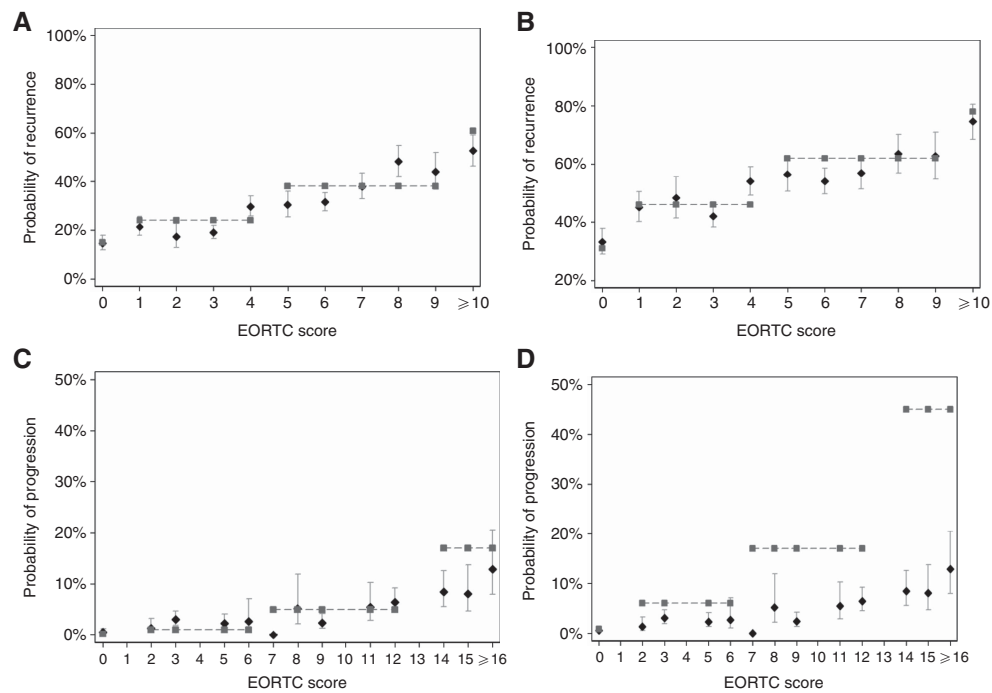 A
100%
80%
60%
40%
20%
0%
Probability of recurrence
0 1 2 3 4 5 6 7 8 9 ⩾10
EORTC score
B
100%
80%
60%
40%
20%
Probability of recurrence
0 1 2 3 4 5 6 7 8 9 ⩾10
EORTC score
C
50%
40%
30%
20%
10%
0%
Probability of progression
0 1 2 3 4 5 6 7 8 9 10 11 12 13 14 15 ⩾16
EORTC score
D
50%
40%
30%
20%
10%
0%
Probability of progression
0 1 2 3 4 5 6 7 8 9 10 11 12 13 14 15 ⩾16
EORTC score